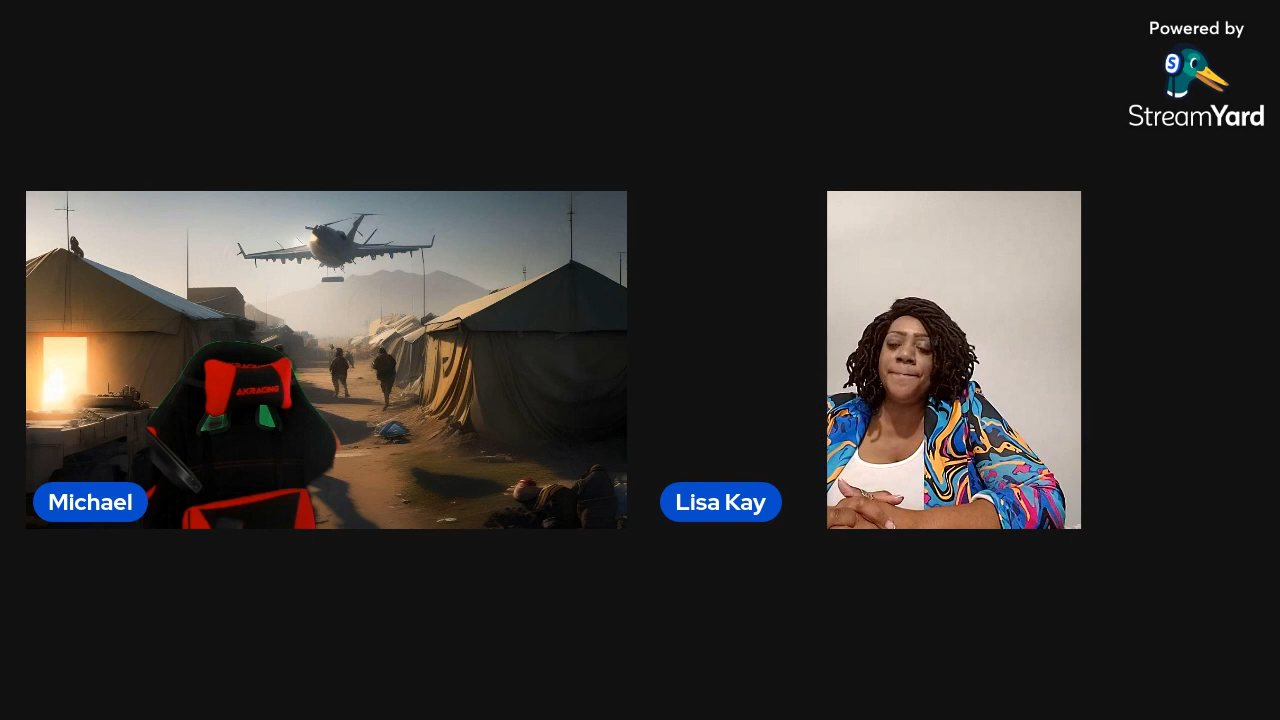 Powered by
S
StreamYard
AKRACING
Michael
Lisa Kay